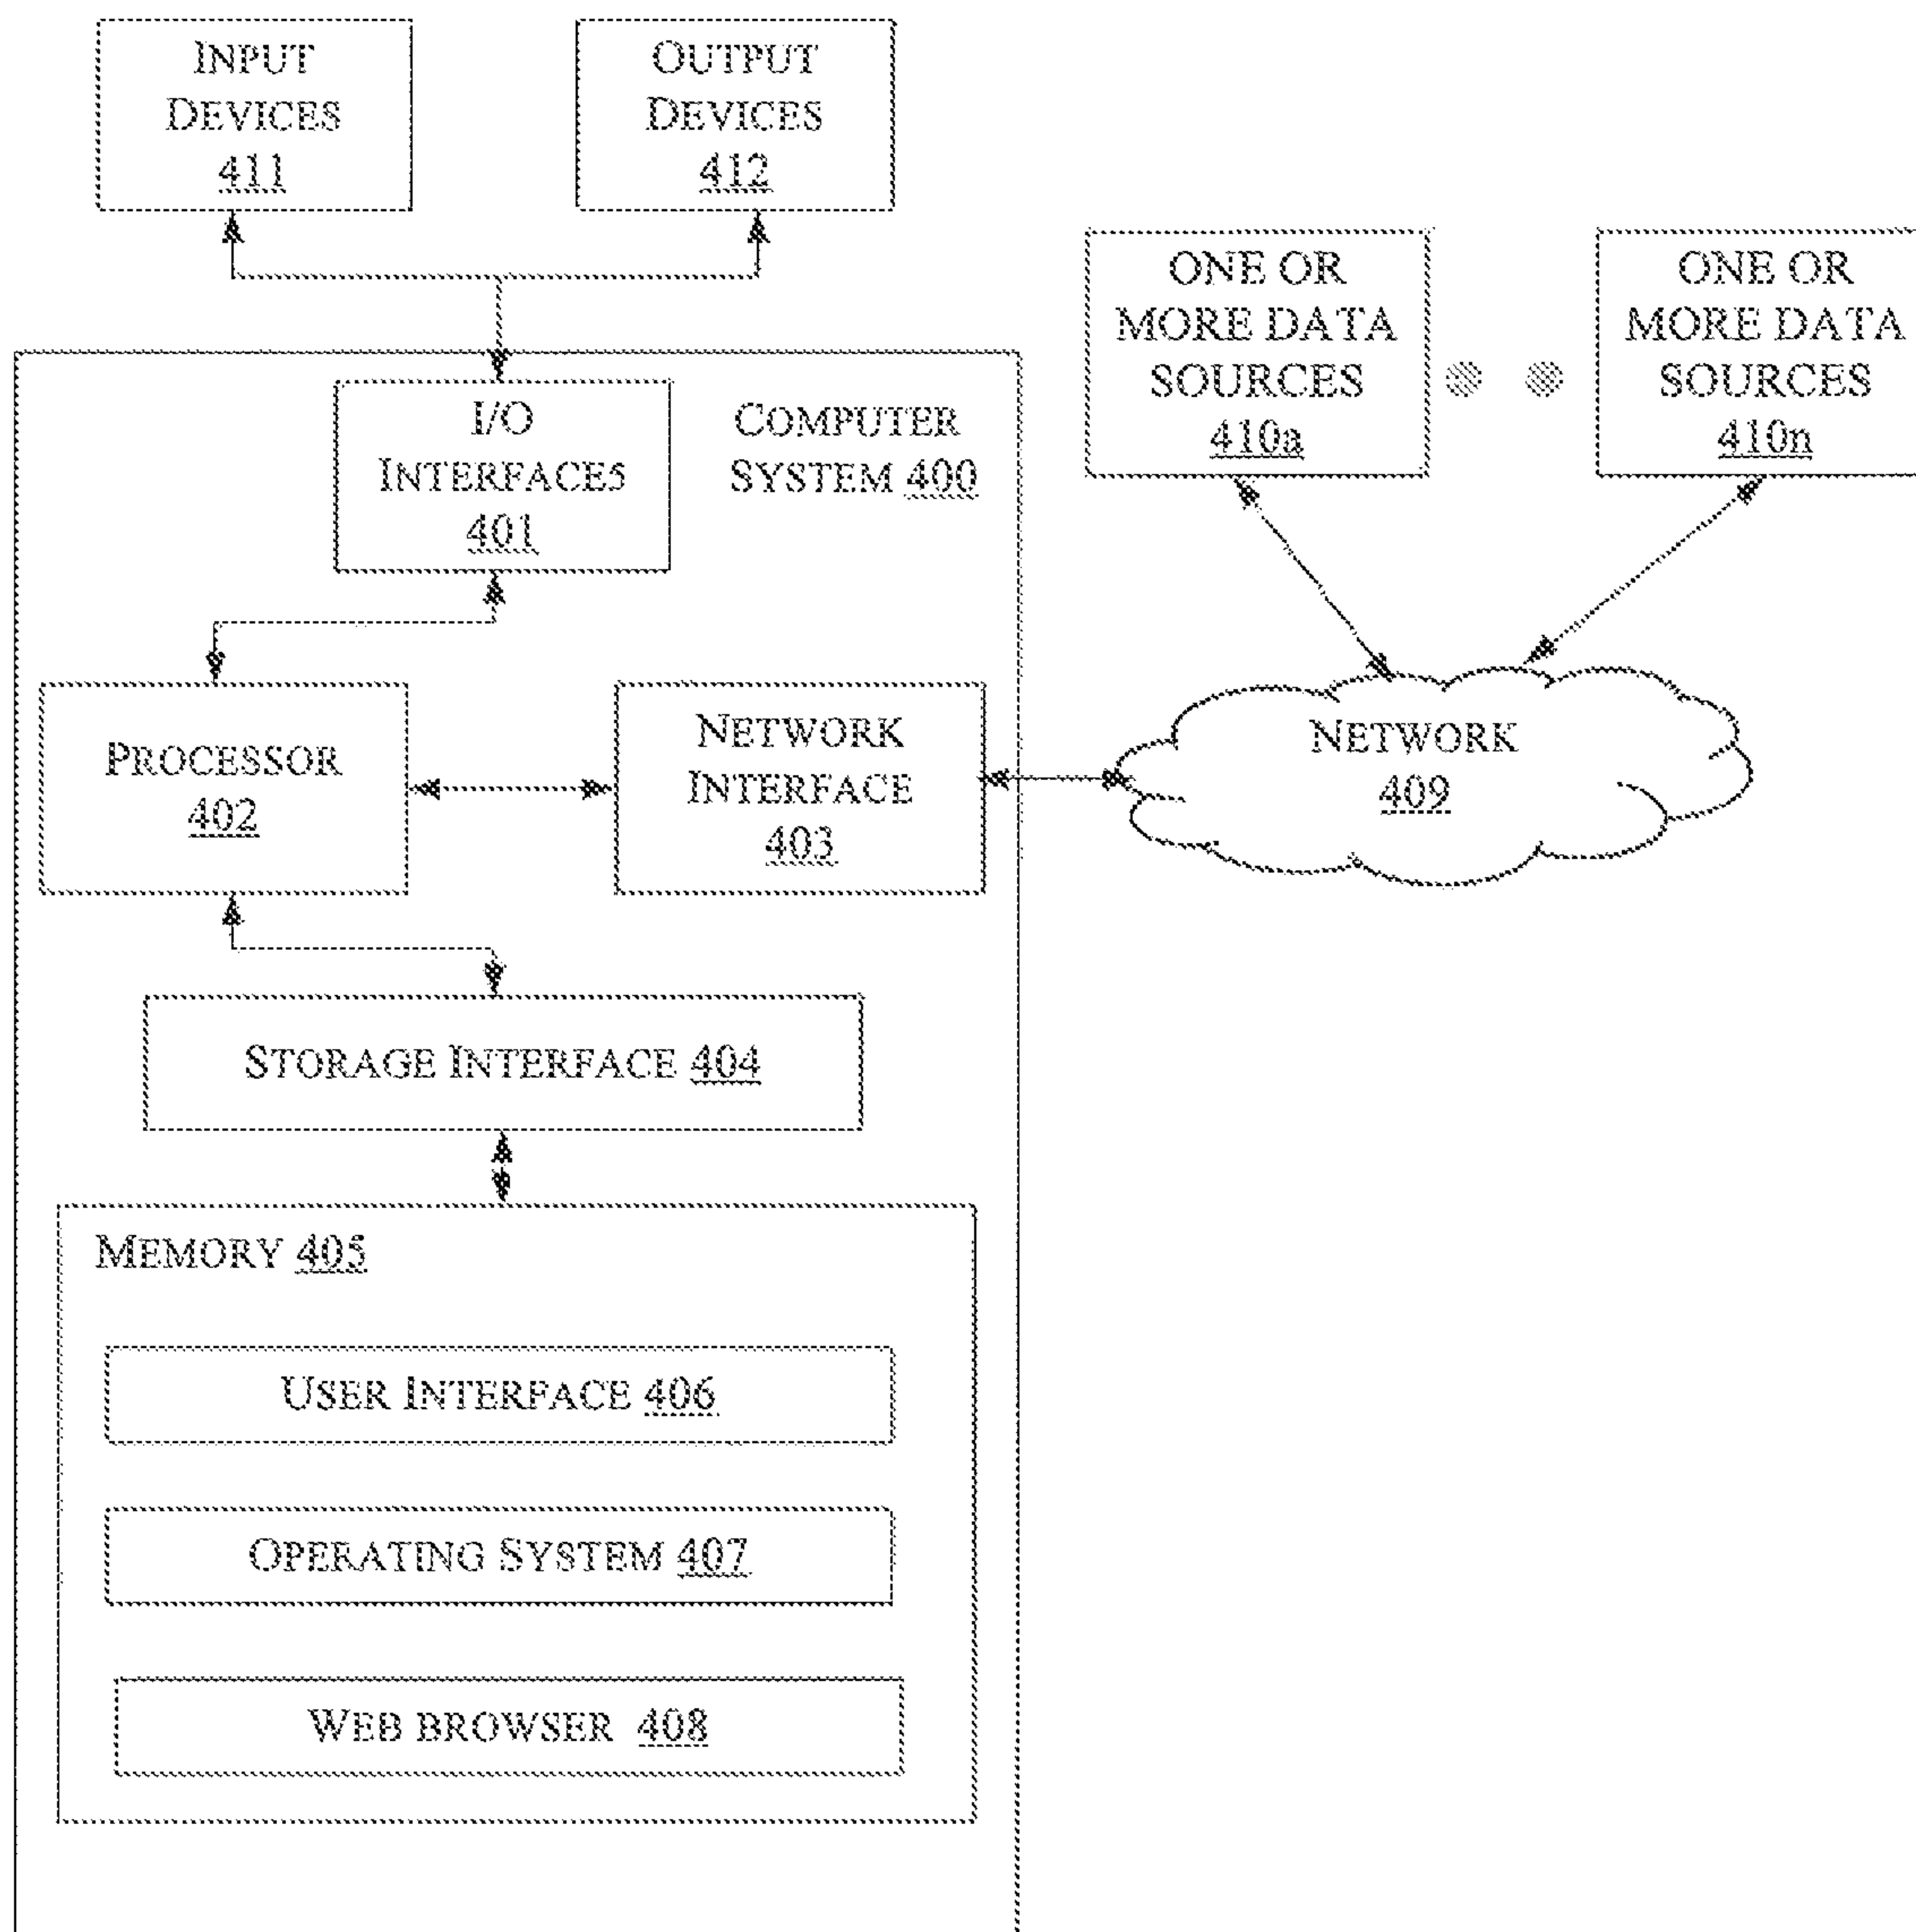 INPUT
DEVICES
411
OUTPUT
DEVICES
412
ONE OR
MORE DATA
SOURCES
410a
ONE OR
MORE DATA
SOURCES
410n
I/O
INTERFACE5
401
COMPUTER
SYSTEM 400
PROCESSOR
402
NETWORK
INTERFACE
403
NETWORK
409
STORAGE INTERFACE 404
MEMORY 405
USER INTERFACE 406
OPERATING SYSTEM 407
WEB BROWSER 408